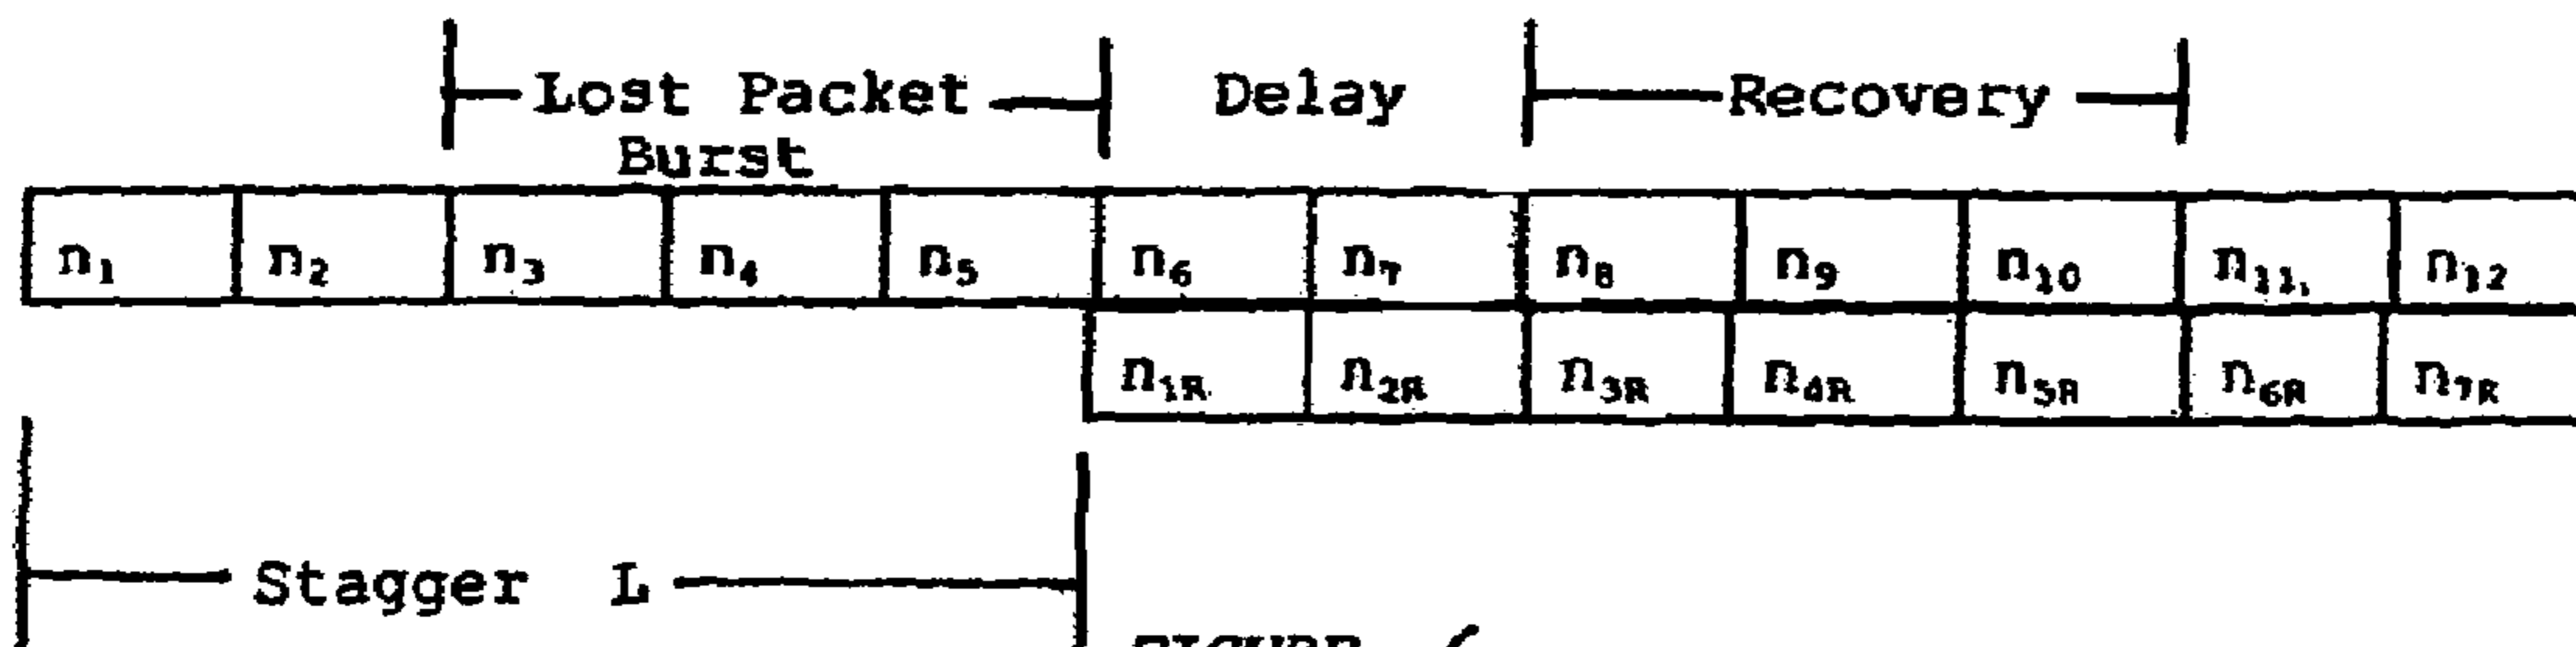 Lost Packet Delay Recovery
Burst
n₁ n₂ n₃ n₄ n₅ n₆ n₇ n₈ n₉ n₁₀ n₁₁. n₁₂
n₁R n₂R n₃R n₄R n₅R n₆R n₇R
Stagger L